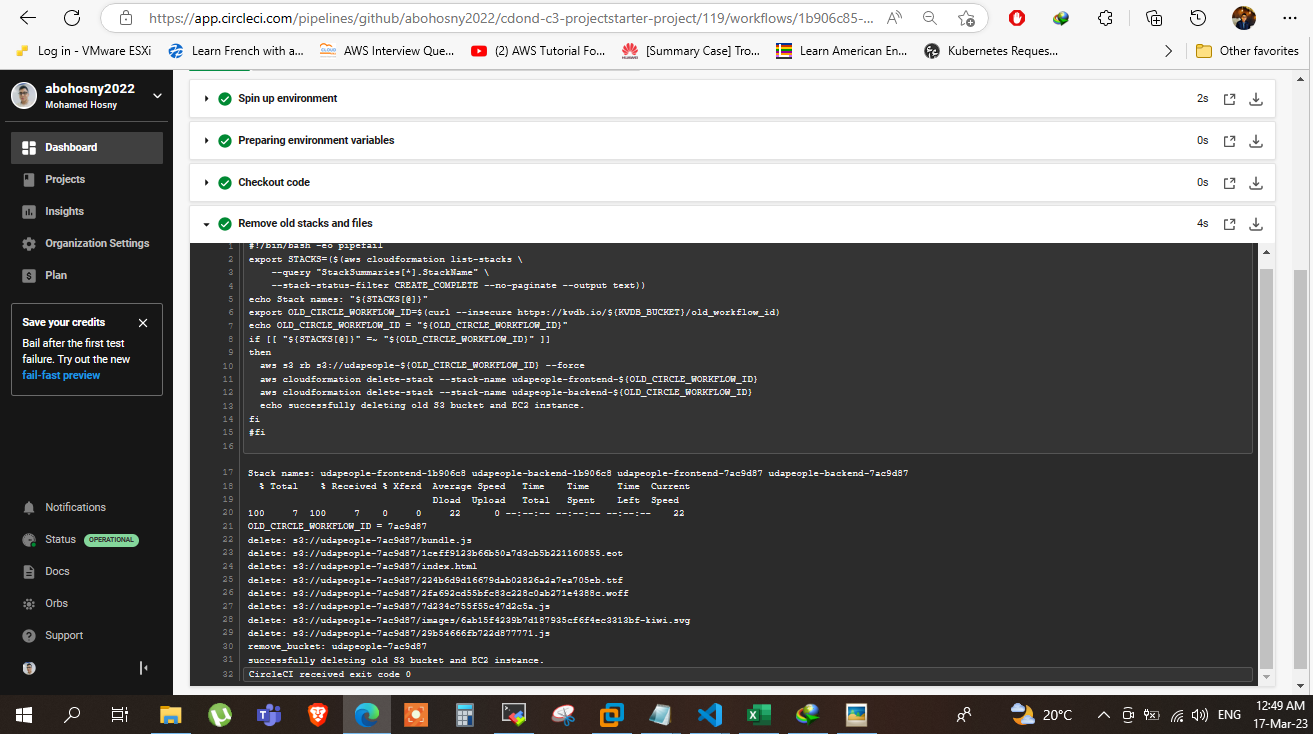 https://app.circleci.com/pipelines/github/abohosny2022/cdond-c3-projectstarter-project/119/workflows/1b906c85-...
Log in - VMware ESXi
Learn French with a...
AWS Interview Que...
(2) AWS Tutorial Fo...
[Summary Case] Tro...
Learn American En...
Kubernetes Reques...
Other favorites
abohosny2022
Mohamed Hosny
Dashboard
Projects
Insights
Organization Settings
Plan
Save your credits
Bail after the first test
failure. Try out the new
fail-fast preview
Notifications
Status OPERATIONAL
Docs
Orbs
Support
Spin up environment 2s
Preparing environment variables 0s
Checkout code 0s
Remove old stacks and files 4s
1 #!/bin/bash -eo pipefail
2 export STACKS=($(aws cloudformation list-stacks \
3 --query "StackSummaries[*].StackName" \
4 --stack-status-filter CREATE_COMPLETE --no-paginate --output text))
5 echo Stack names: "${STACKS[@]}"
6 export OLD_CIRCLE_WORKFLOW_ID=$(curl --insecure https://kvdb.io/${KVDB_BUCKET}/old_workflow_id)
7 echo OLD_CIRCLE_WORKFLOW_ID = "${OLD_CIRCLE_WORKFLOW_ID}"
8 if [[ "${STACKS[@]}" =~ "${OLD_CIRCLE_WORKFLOW_ID}" ]]
9 then
10 aws s3 rb s3://udapeople-${OLD_CIRCLE_WORKFLOW_ID} --force
11 aws cloudformation delete-stack --stack-name udapeople-frontend-${OLD_CIRCLE_WORKFLOW_ID}
12 aws cloudformation delete-stack --stack-name udapeople-backend-${OLD_CIRCLE_WORKFLOW_ID}
13 echo successfully deleting old S3 bucket and EC2 instance.
14 fi
15 #fi
16
17 Stack names: udapeople-frontend-1b906c8 udapeople-backend-1b906c8 udapeople-frontend-7ac9d87 udapeople-backend-7ac9d87
18 % Total % Received % Xferd Average Speed Time Time Time Current
19 Dload Upload Total Spent Left Speed
20 100 7 100 7 0 0 22 0 --:--:-- --:--:-- --:--:-- 22
21 OLD_CIRCLE_WORKFLOW_ID = 7ac9d87
22 delete: s3://udapeople-7ac9d87/bundle.js
23 delete: s3://udapeople-7ac9d87/1ceff9123b66b50a7d3cb5b221160855.eot
24 delete: s3://udapeople-7ac9d87/index.html
25 delete: s3://udapeople-7ac9d87/224b6d9d16679dab02826a2a7ea705eb.ttf
26 delete: s3://udapeople-7ac9d87/2fa692cd55bfc83c228c0ab271e4388c.woff
27 delete: s3://udapeople-7ac9d87/7d234c755f55c47d2c5a.js
28 delete: s3://udapeople-7ac9d87/images/6ab15f4239b7d187935cf6f4ec3313bf-kiwi.svg
29 delete: s3://udapeople-7ac9d87/29b54666fb722d877771.js
30 remove_bucket: udapeople-7ac9d87
31 successfully deleting old S3 bucket and EC2 instance.
32 CircleCI received exit code 0
20°C
ENG
12:49 AM
17-Mar-23